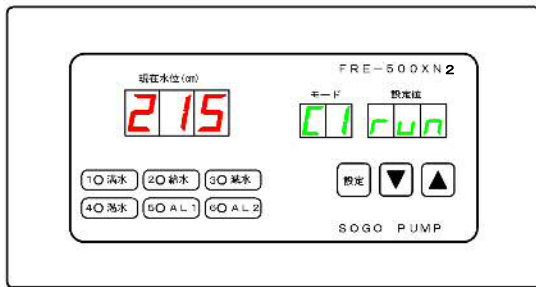 FRE-500XN2
現在水位(cm)
モード 設定値
215 C1 run
1 満水 2 給水 3 減水
設定 ▼ ▲
4 渇水 5 AL1 6 AL2
SOGO PUMP